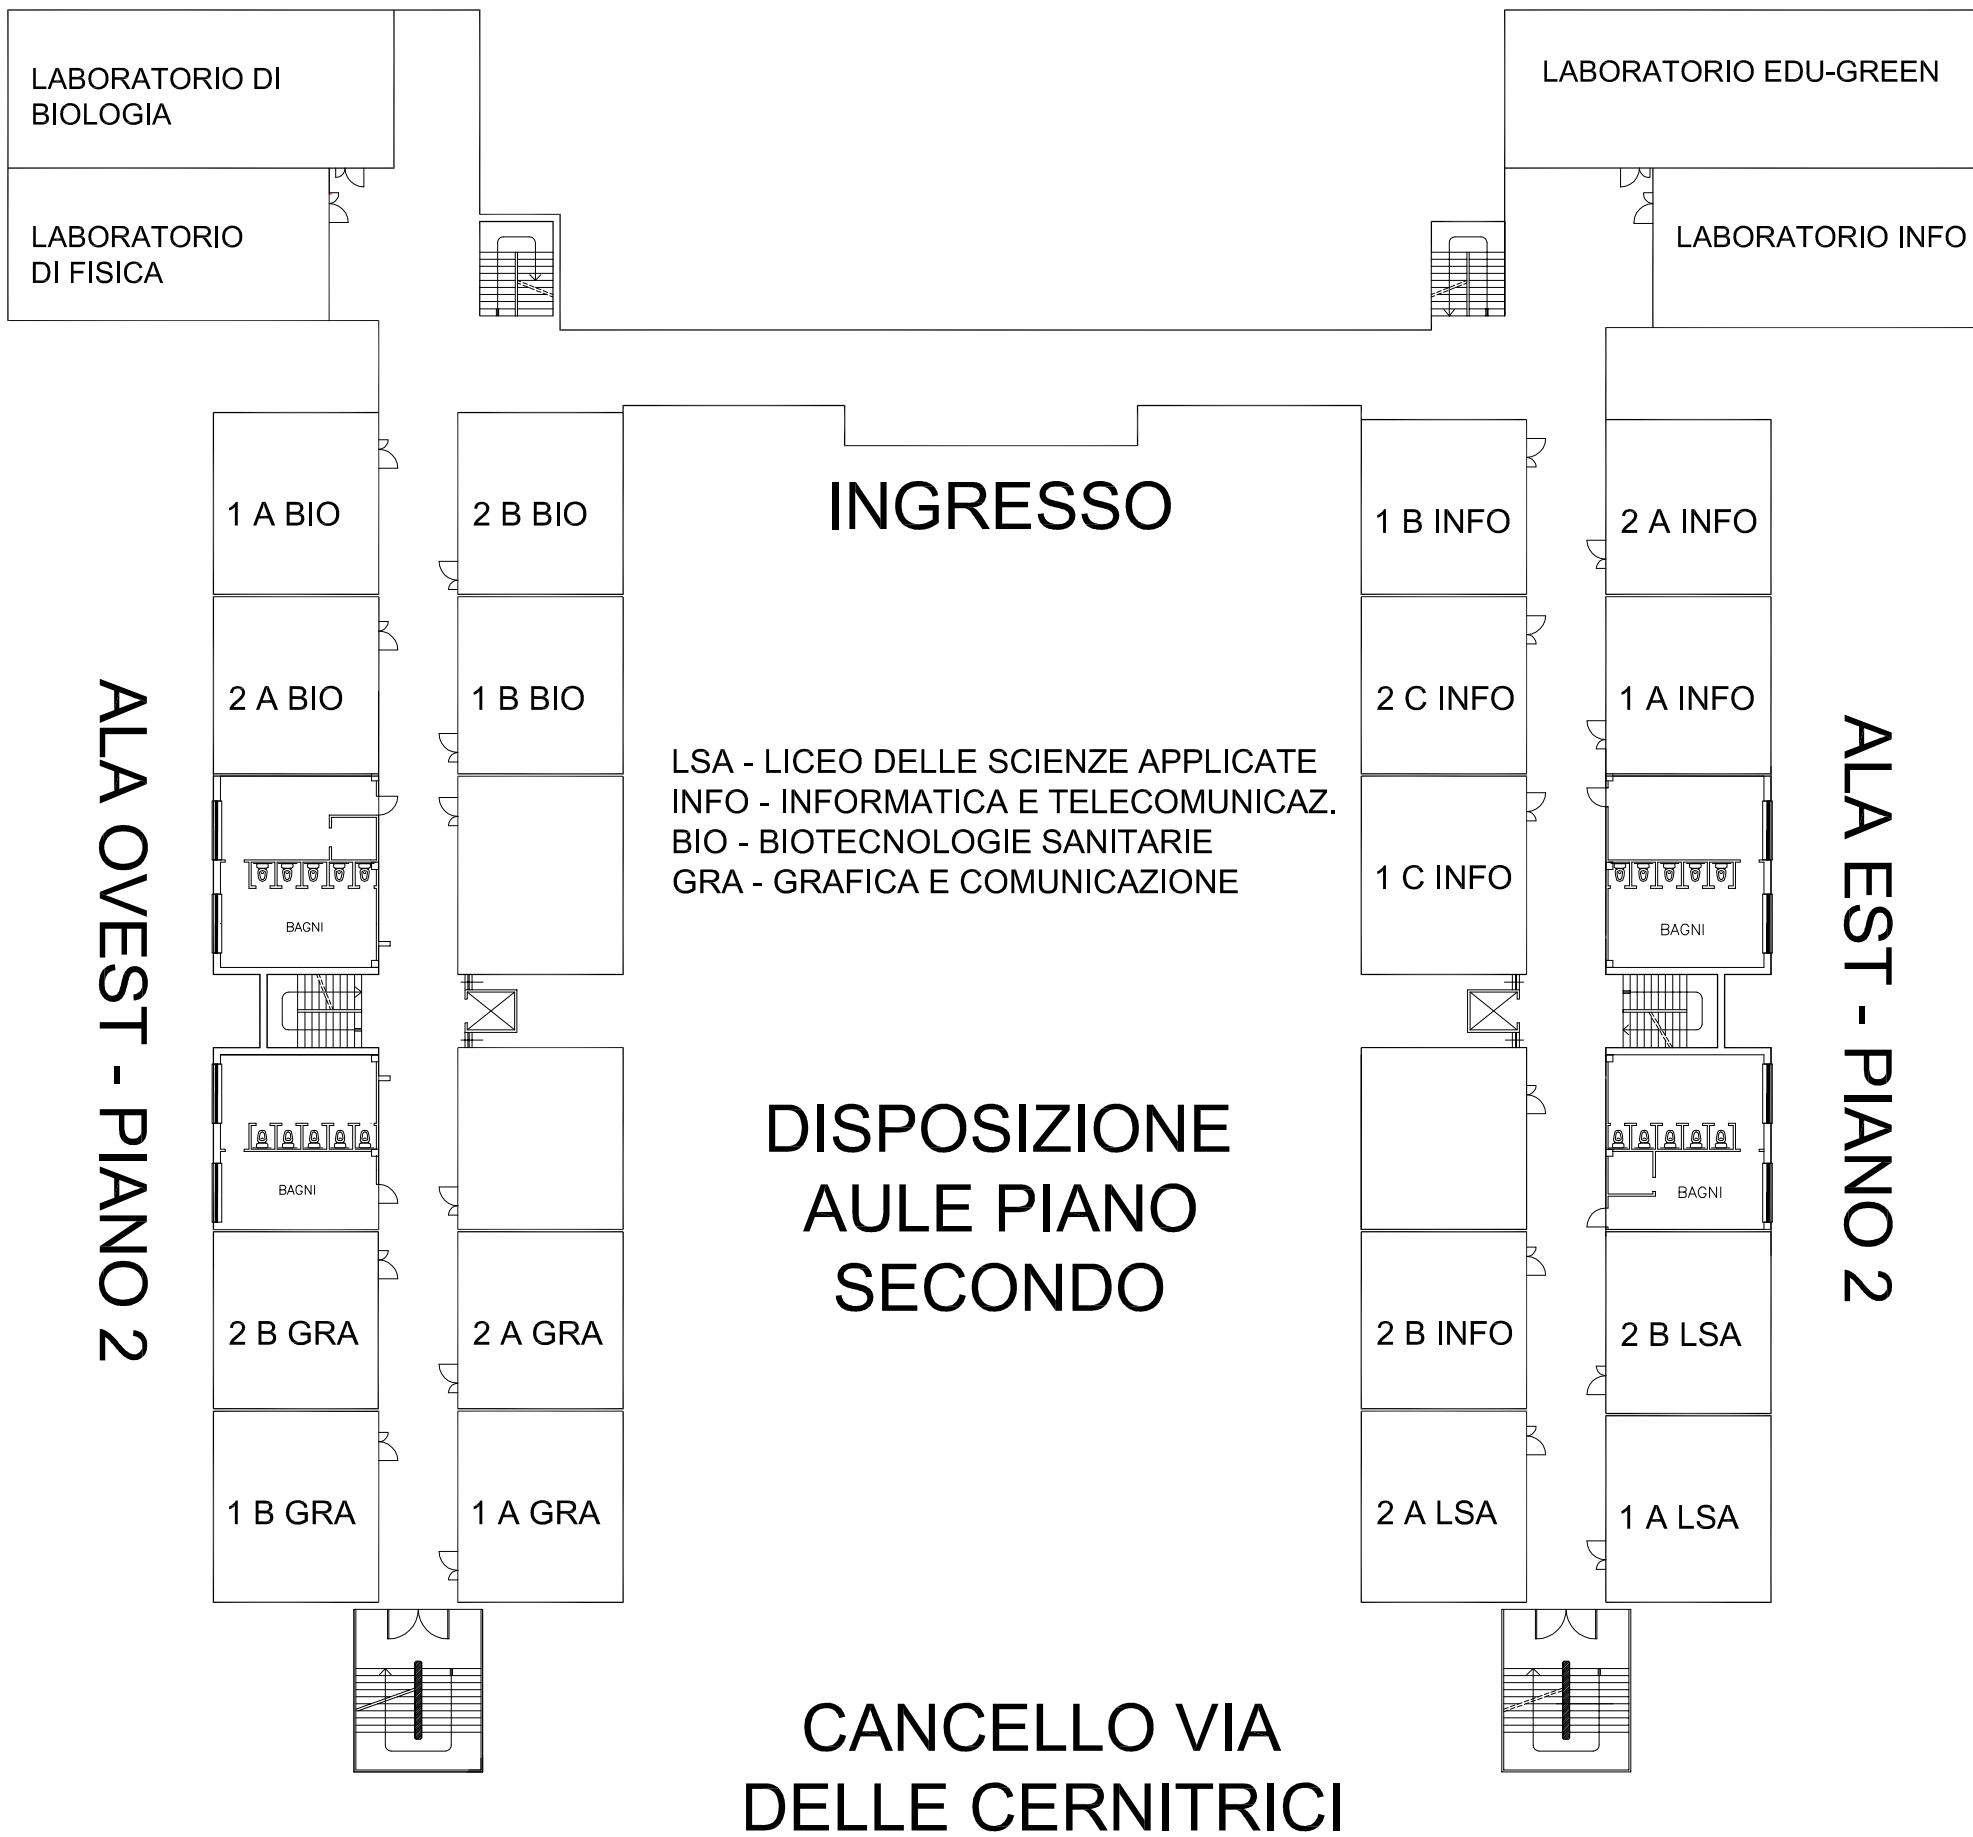 LABORATORIO DI
BIOLOGIA
LABORATORIO EDU-GREEN
LABORATORIO
DI FISICA
LABORATORIO INFO
1 A BIO
2 B BIO
INGRESSO
1 B INFO
2 A INFO
2 A BIO
1 B BIO
2 C INFO
1 A INFO
ALA OVEST - PIANO 2
LSA - LICEO DELLE SCIENZE APPLICATE
INFO - INFORMATICA E TELECOMUNICAZ.
BIO - BIOTECNOLOGIE SANITARIE
GRA - GRAFICA E COMUNICAZIONE
ALA EST - PIANO 2
1 C INFO
BAGNI
BAGNI
DISPOSIZIONE
AULE PIANO
SECONDO
BAGNI
BAGNI
2 B GRA
2 A GRA
2 B INFO
2 B LSA
1 B GRA
1 A GRA
2 A LSA
1 A LSA
CANCELLO VIA
DELLE CERNITRICI